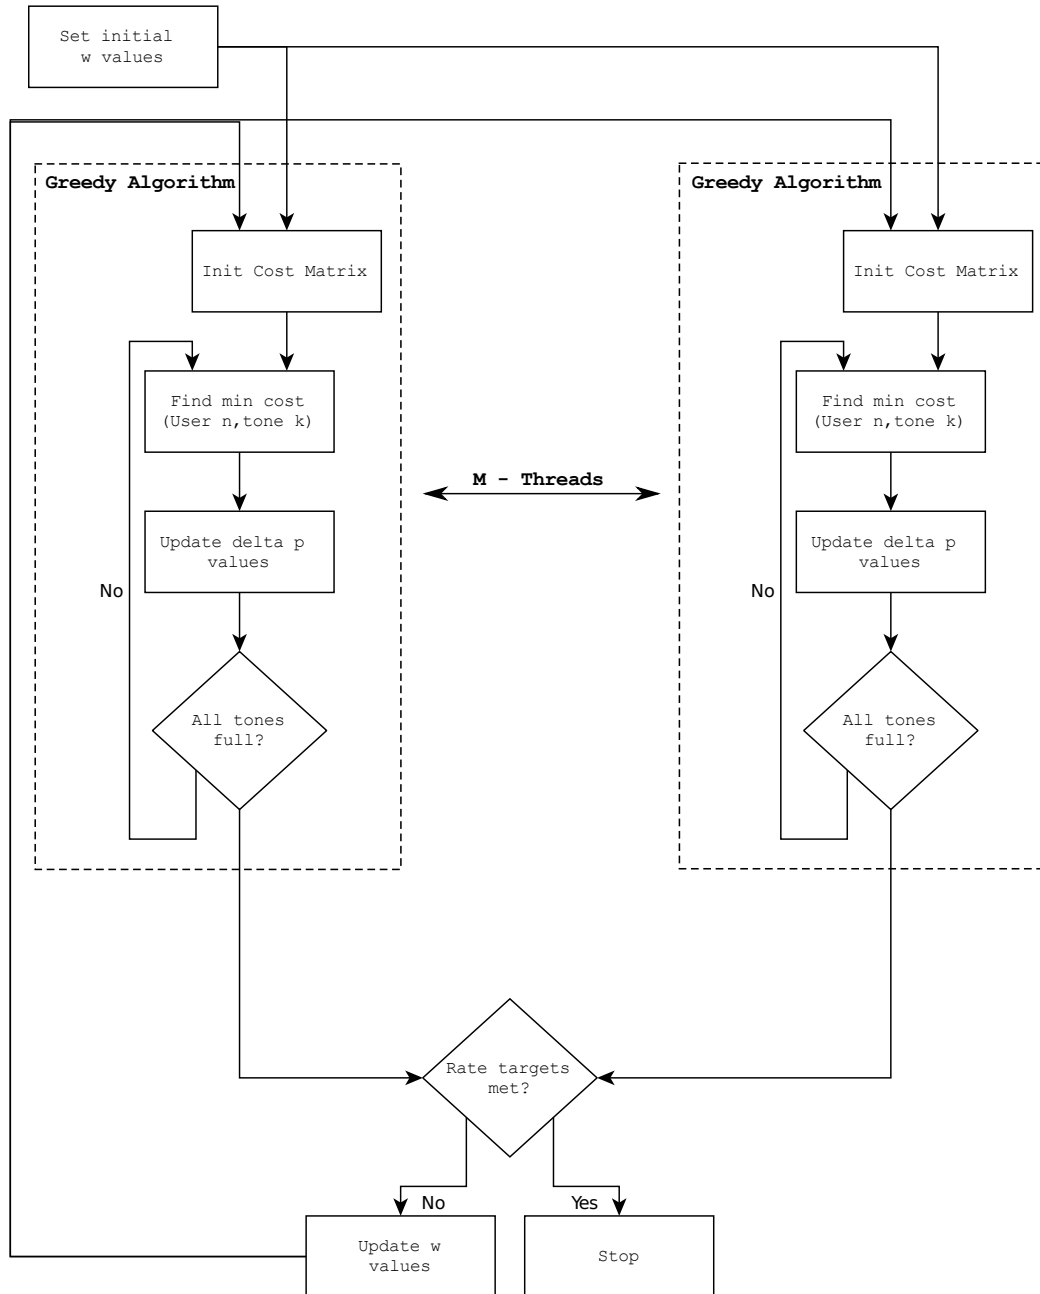 Set initial
w values
Greedy Algorithm
Init Cost Matrix
Find min cost
(User n,tone k)
Update delta p
values
No
All tones
full?
M - Threads
Greedy Algorithm
Init Cost Matrix
Find min cost
(User n,tone k)
Update delta p
values
No
All tones
full?
Rate targets
met?
No
Yes
Update w
values
Stop